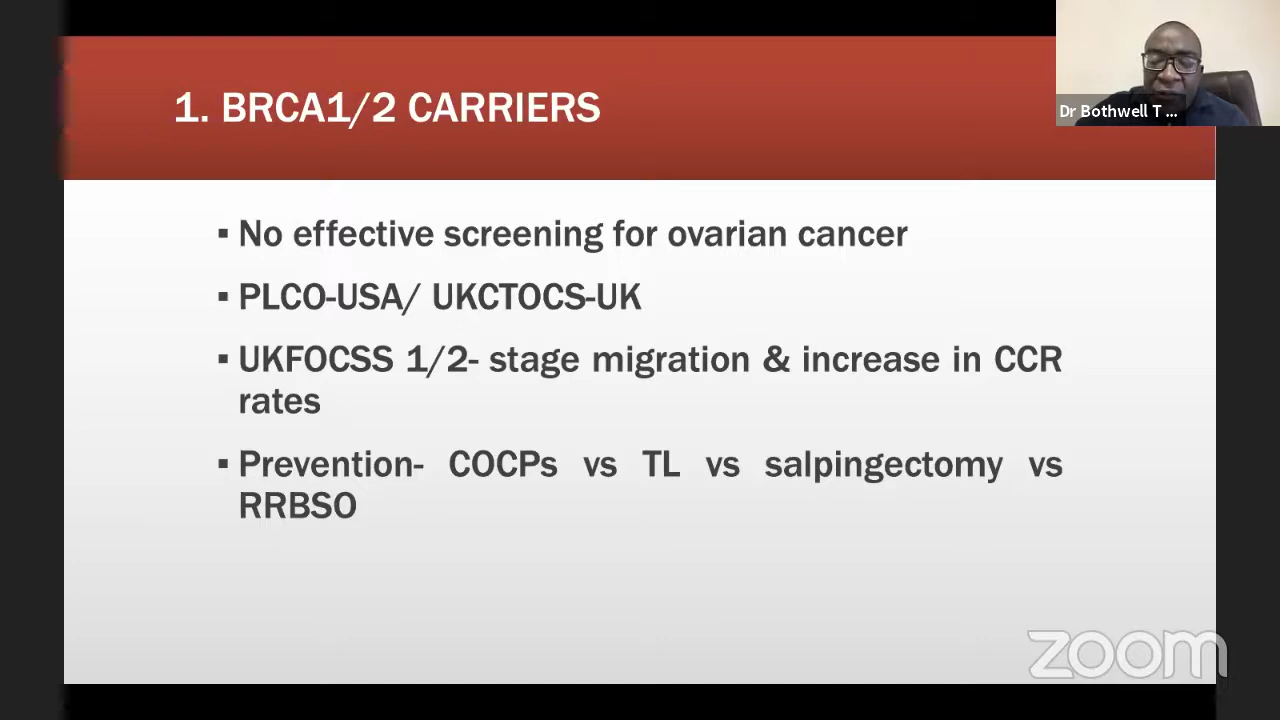 1. BRCA1/2 CARRIERS
Dr Bothwell T ...
▪ No effective screening for ovarian cancer
▪ PLCO-USA/ UKCTOCS-UK
▪ UKFOCSS 1/2- stage migration & increase in CCR
rates
▪ Prevention- COCPs vs TL vs salpingectomy vs
RRBSO
zoom